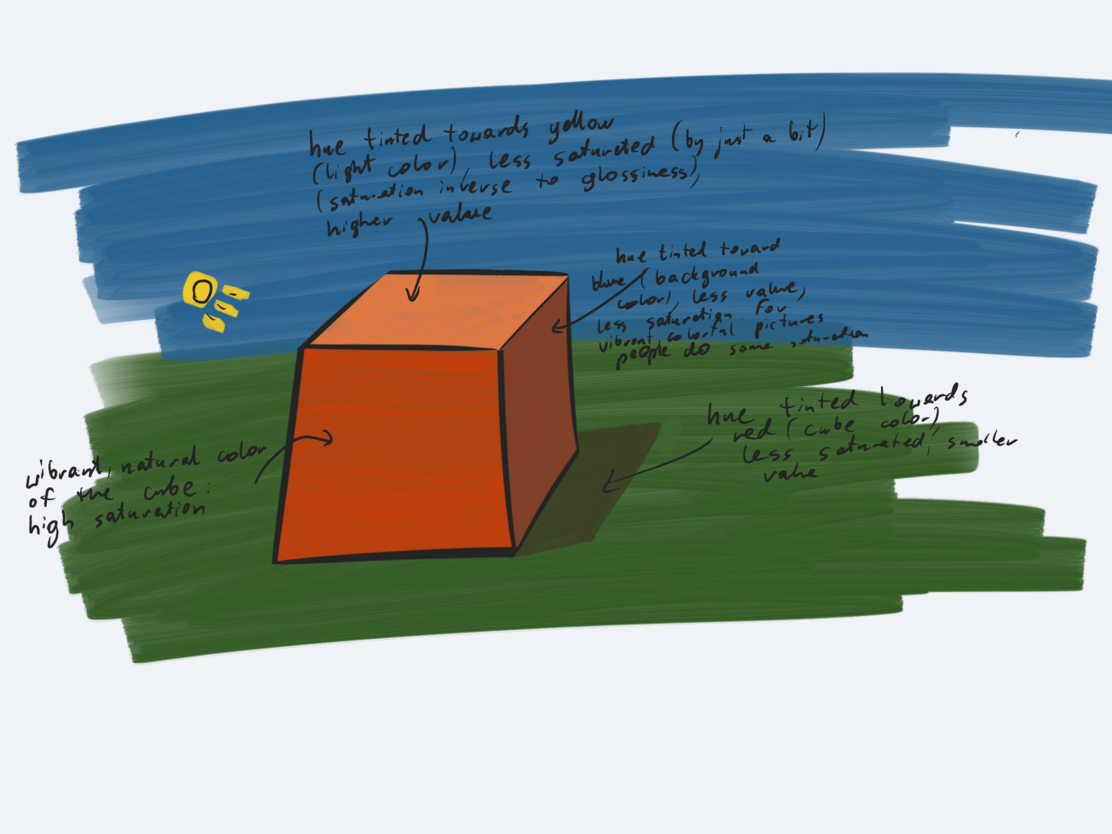 hue tinted towards yellow
(light color), less saturated (by just a bit)
(saturation inverse to glossiness),
higher value
hue tinted toward
blue (background
color), less value,
less saturation for
vibrant, colorful pictures
people do some saturation
vibrant, natural color
of the cube:
high saturation
hue tinted towards
red (cube color),
less saturated, smaller
value